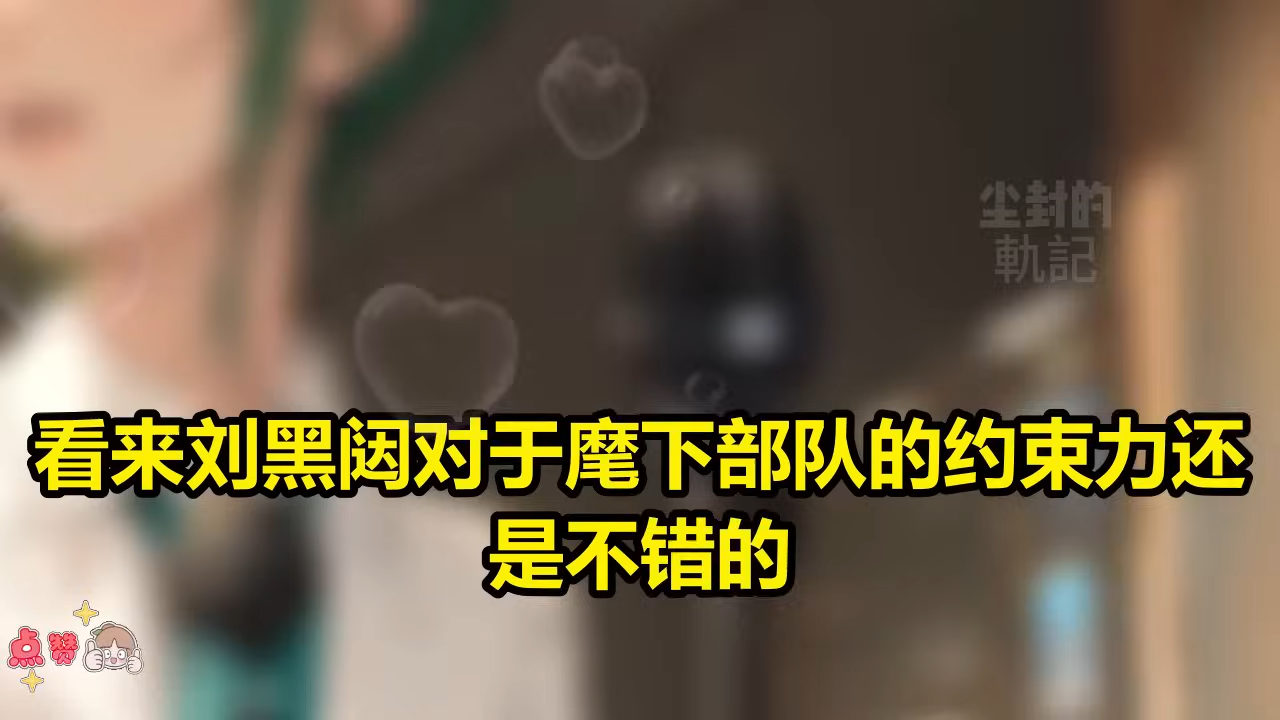 尘封的
軌記
看来刘黑闼对于麾下部队的约束力还
是不错的
点赞